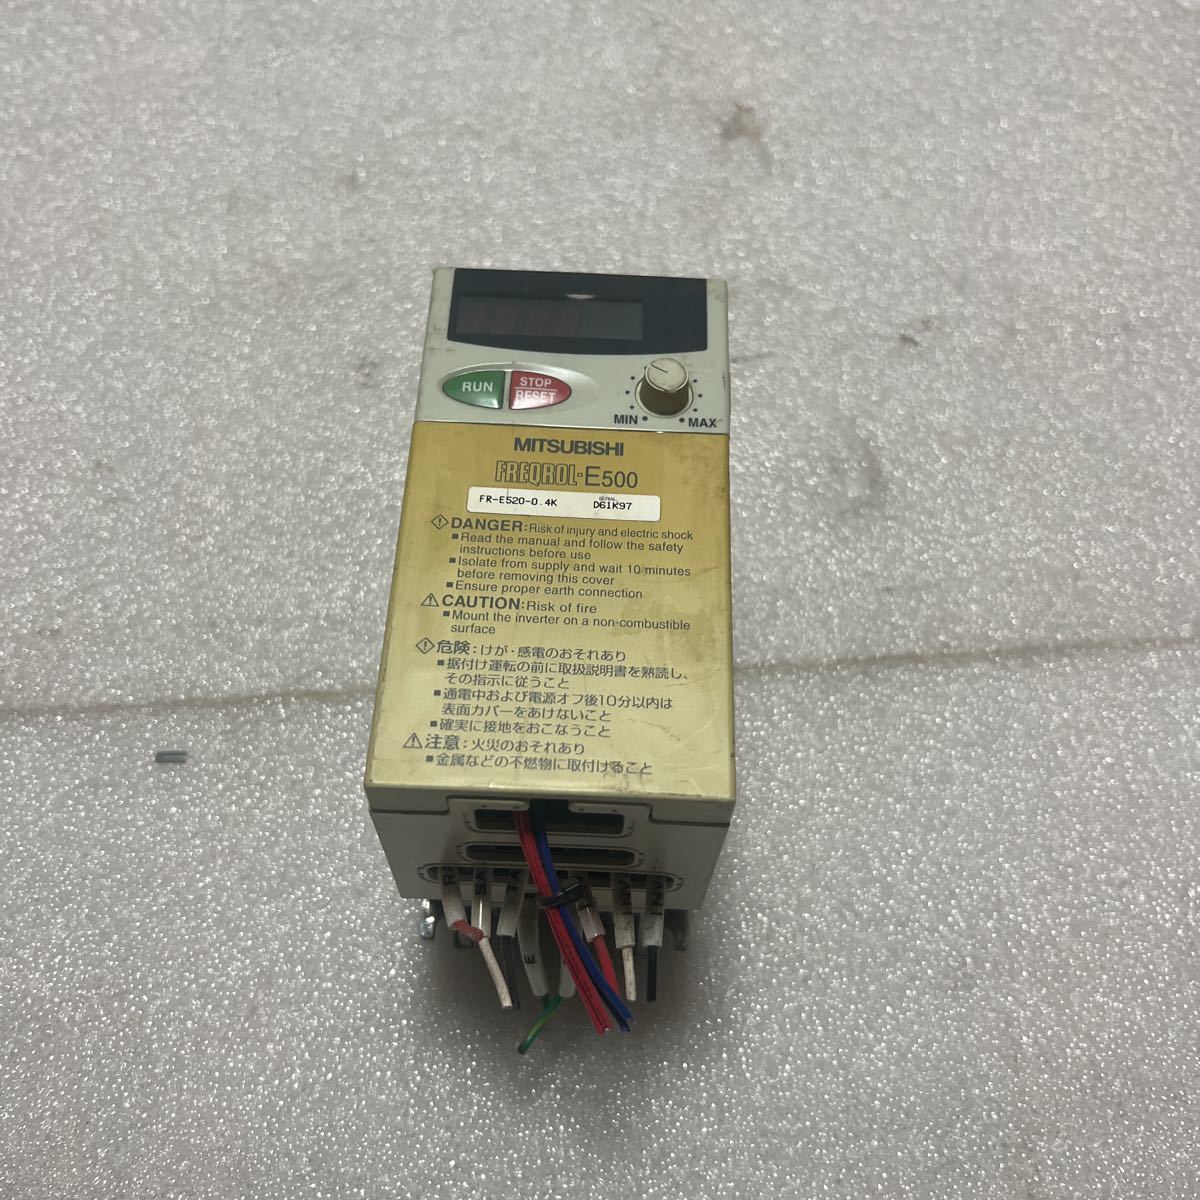 RUN
STOP
RESET
MIN
MAX
MITSUBISHI
FREQROL-E500
FR-E520-0.4K
SERIAL
D61K97
DANGER: Risk of injury and electric shock
Read the manual and follow the safety
instructions before use
Isolate from supply and wait 10 minutes
before removing this cover
Ensure proper earth connection
CAUTION: Risk of fire
Mount the inverter on a non-combustible
surface
危険：けが・感電のおそれあり
据付け運転の前に取扱説明書を熟読し、
その指示に従うこと
通電中および電源オフ後10分以内は
表面カバーをあけないこと
確実に接地をおこなうこと
注意：火災のおそれあり
金属などの不燃物に取付けること
E